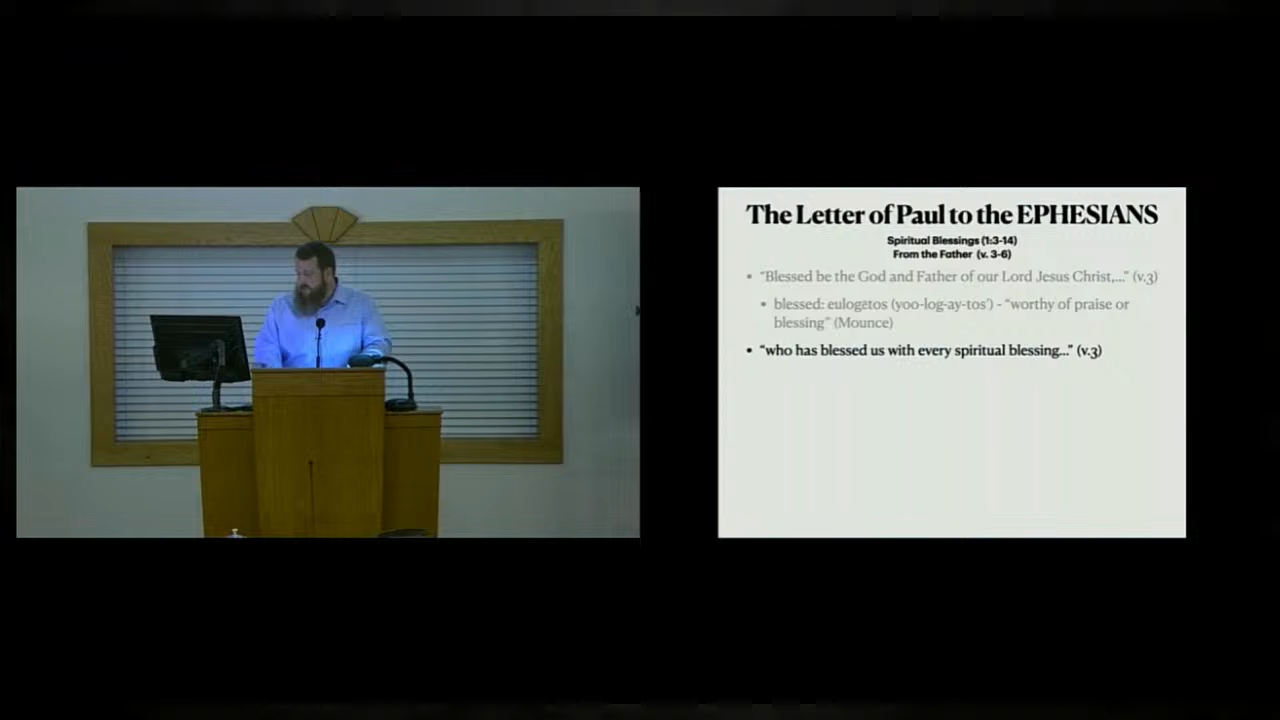 The Letter of Paul to the EPHESIANS
Spiritual Blessings (1:3-14)
From the Father (v. 3-6)
• “Blessed be the God and Father of our Lord Jesus Christ,...” (v.3)
• blessed: eulogētos (yoo-log-ay-tos’) - “worthy of praise or
blessing” (Mounce)
• “who has blessed us with every spiritual blessing...” (v.3)